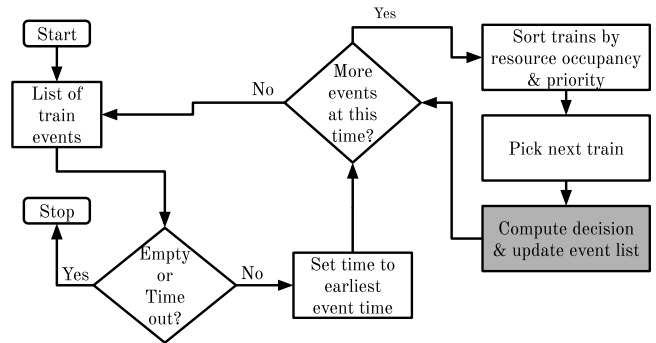 Start
List of
train
events
Empty
or
Time
out?
Yes
Stop
No
Set time to
earliest
event time
More
events
at this
time?
No
Yes
Sort trains by
resource occupancy
& priority
Pick next train
Compute decision
& update event list